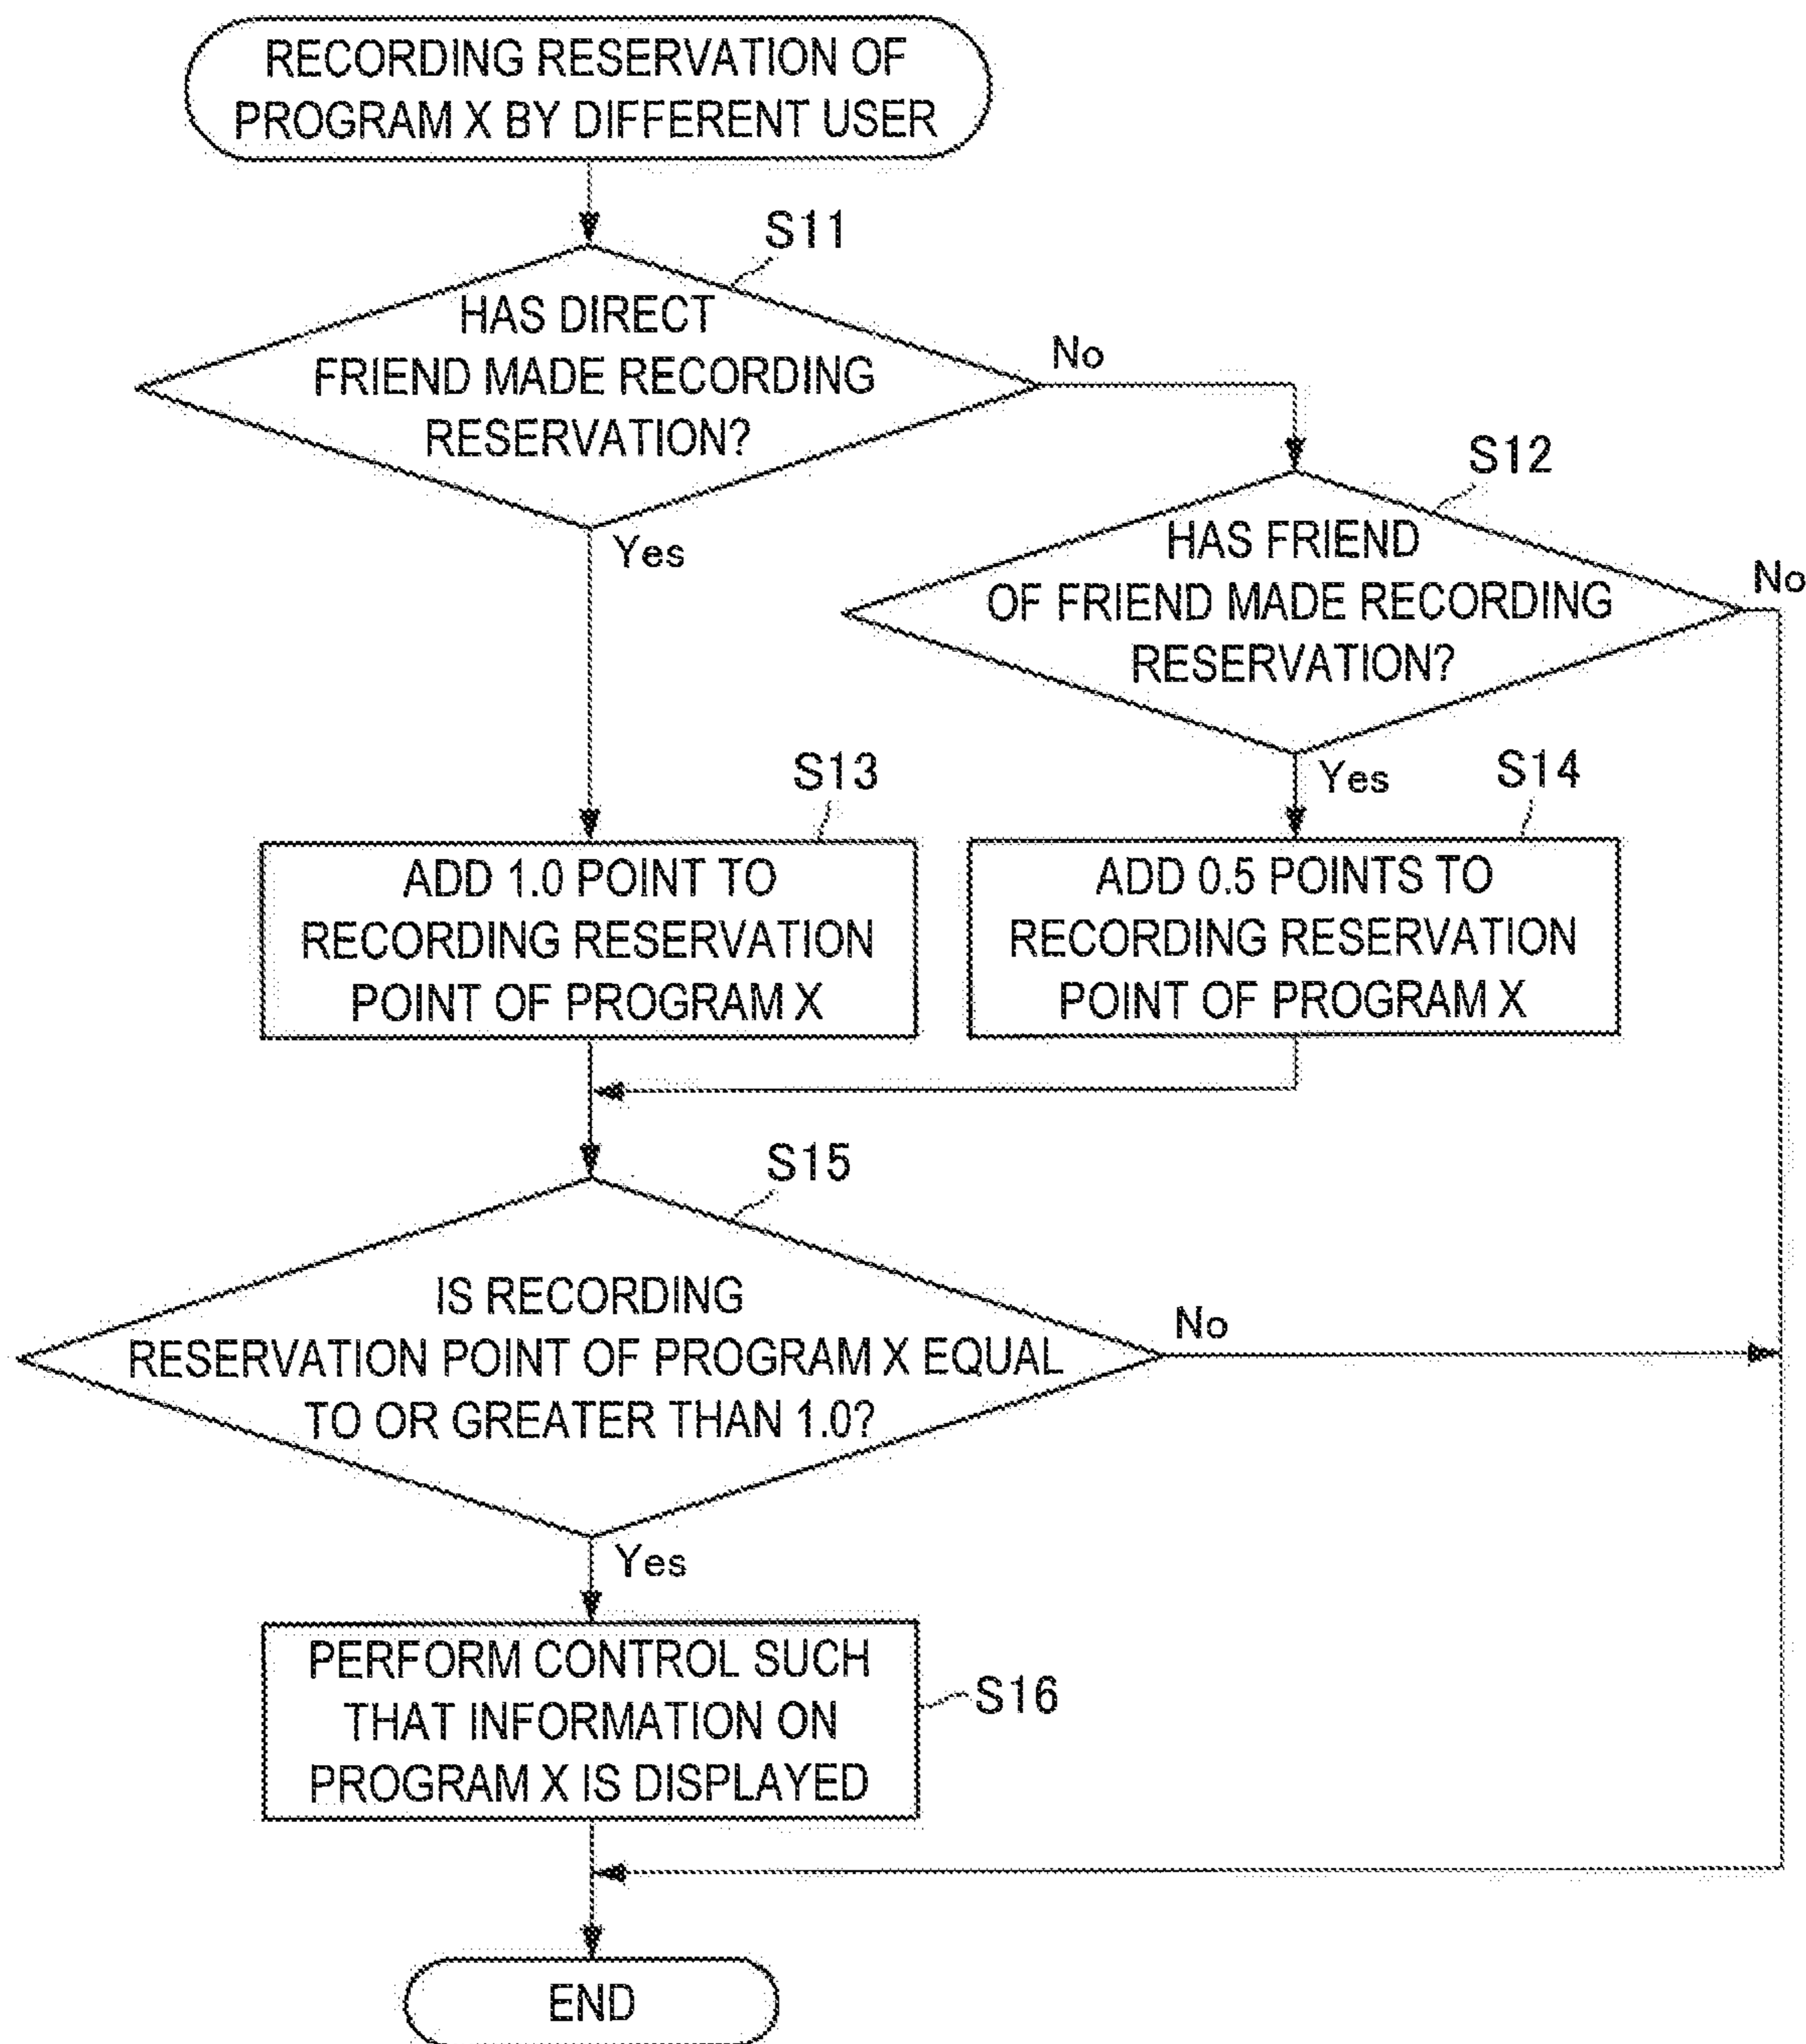 RECORDING RESERVATION OF
PROGRAM X BY DIFFERENT USER
S11
HAS DIRECT
FRIEND MADE RECORDING
RESERVATION?
No
Yes
S12
HAS FRIEND
OF FRIEND MADE RECORDING
RESERVATION?
No
Yes
S13
ADD 1.0 POINT TO
RECORDING RESERVATION
POINT OF PROGRAM X
S14
ADD 0.5 POINTS TO
RECORDING RESERVATION
POINT OF PROGRAM X
S15
IS RECORDING
RESERVATION POINT OF PROGRAM X EQUAL
TO OR GREATER THAN 1.0?
No
Yes
PERFORM CONTROL SUCH
THAT INFORMATION ON
PROGRAM X IS DISPLAYED
S16
END